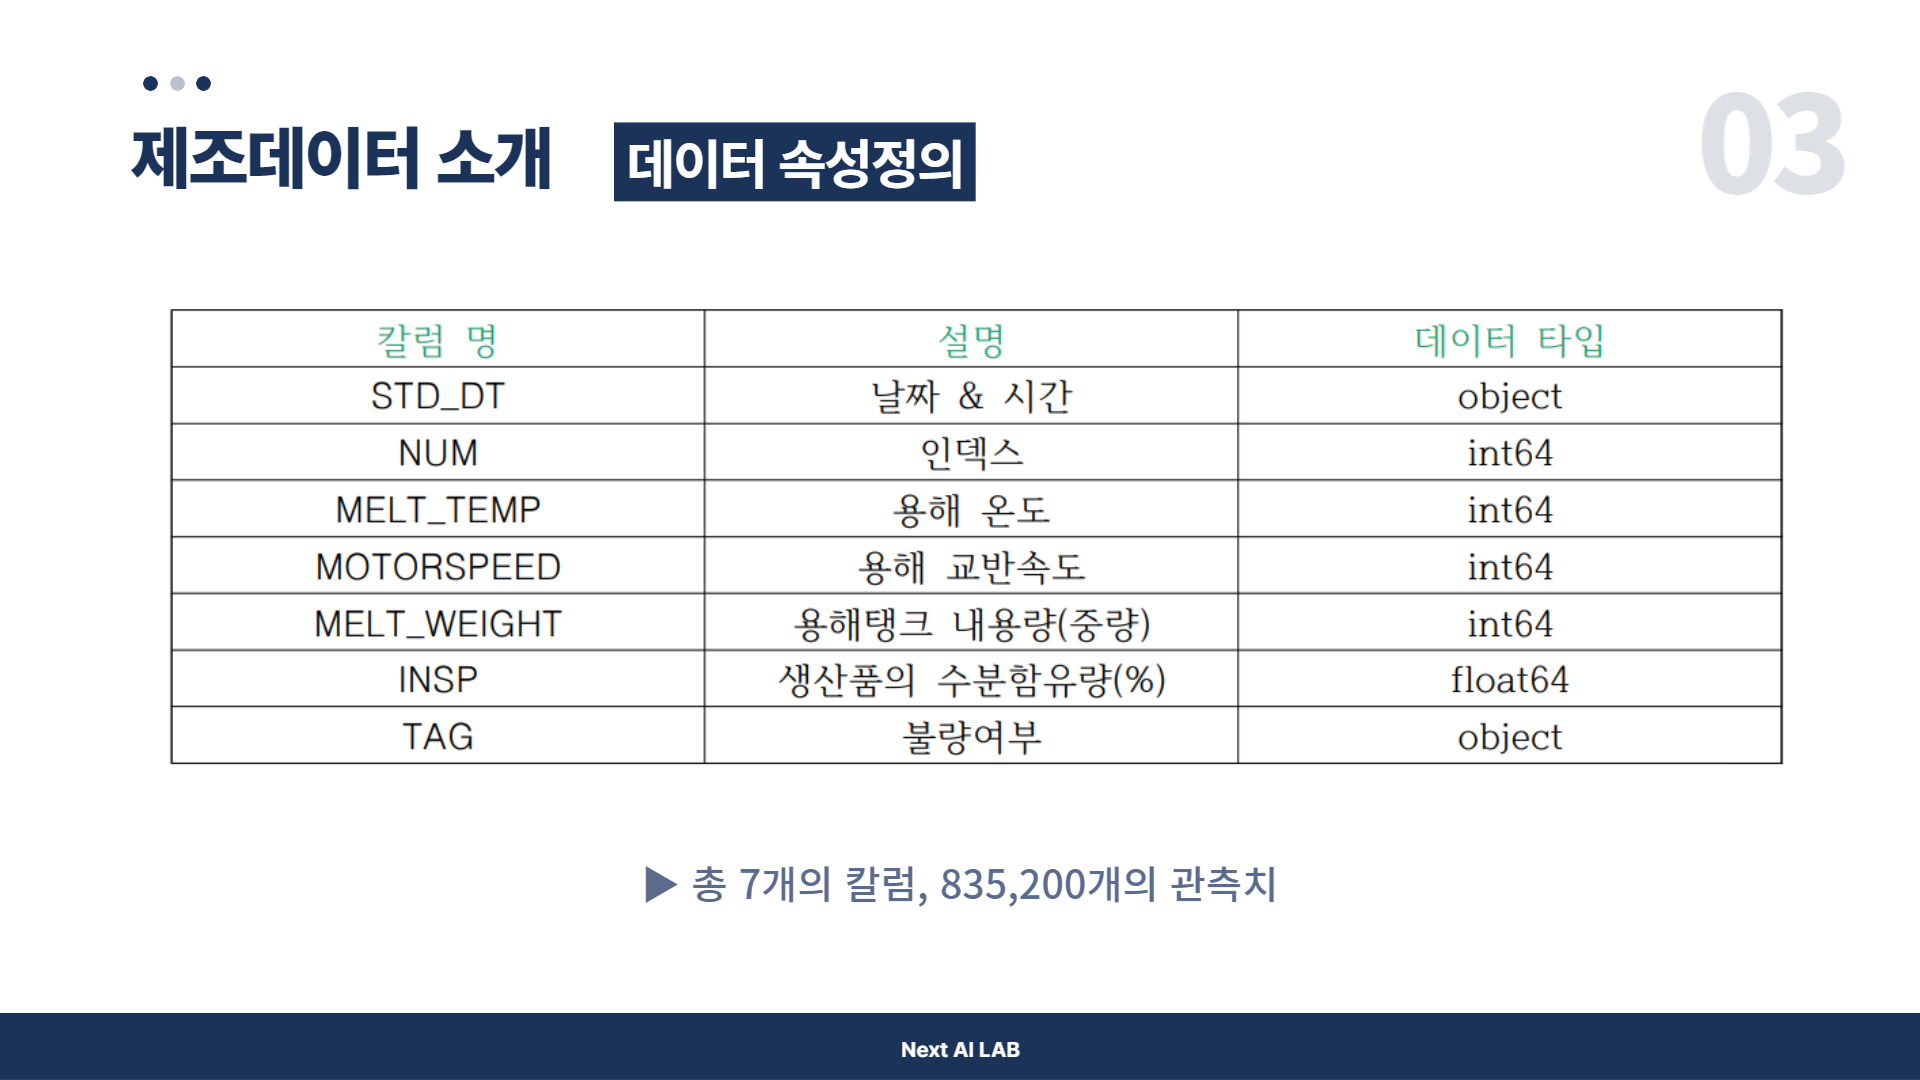 제조데이터 소개 데이터 속성정의 03
칼럼 명 설명 데이터 타입
STD_DT 날짜 & 시간 object
NUM 인덱스 int64
MELT_TEMP 용해 온도 int64
MOTORSPEED 용해 교반속도 int64
MELT_WEIGHT 용해탱크 내용량(중량) int64
INSP 생산품의 수분함유량(%) float64
TAG 불량여부 object
▶ 총 7개의 칼럼, 835,200개의 관측치
Next AI LAB